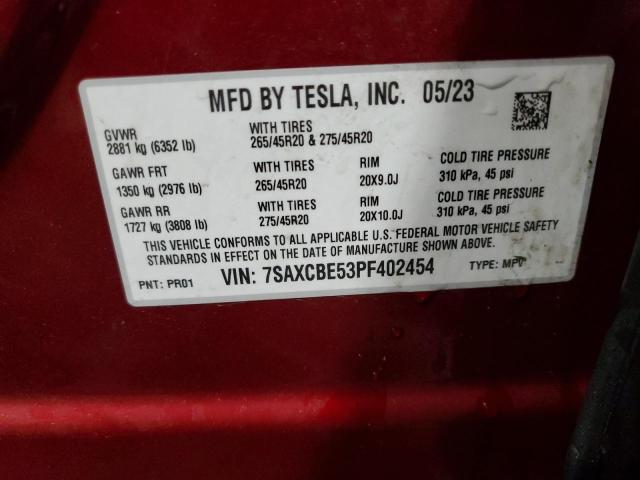 MFD BY TESLA, INC. 05/23
GVWR
2881 kg (6352 lb)
WITH TIRES
265/45R20 & 275/45R20
GAWR FRT
1350 kg (2976 lb)
WITH TIRES
265/45R20
RIM
20X9.0J
COLD TIRE PRESSURE
310 kPa, 45 psi
GAWR RR
1727 kg (3808 lb)
WITH TIRES
275/45R20
RIM
20X10.0J
COLD TIRE PRESSURE
310 kPa, 45 psi
THIS VEHICLE CONFORMS TO ALL APPLICABLE U.S. FEDERAL MOTOR VEHICLE SAFETY
STANDARDS IN EFFECT ON THE DATE OF MANUFACTURE SHOWN ABOVE.
PNT: PR01 VIN: 7SAXCBE53PF402454 TYPE: MPV